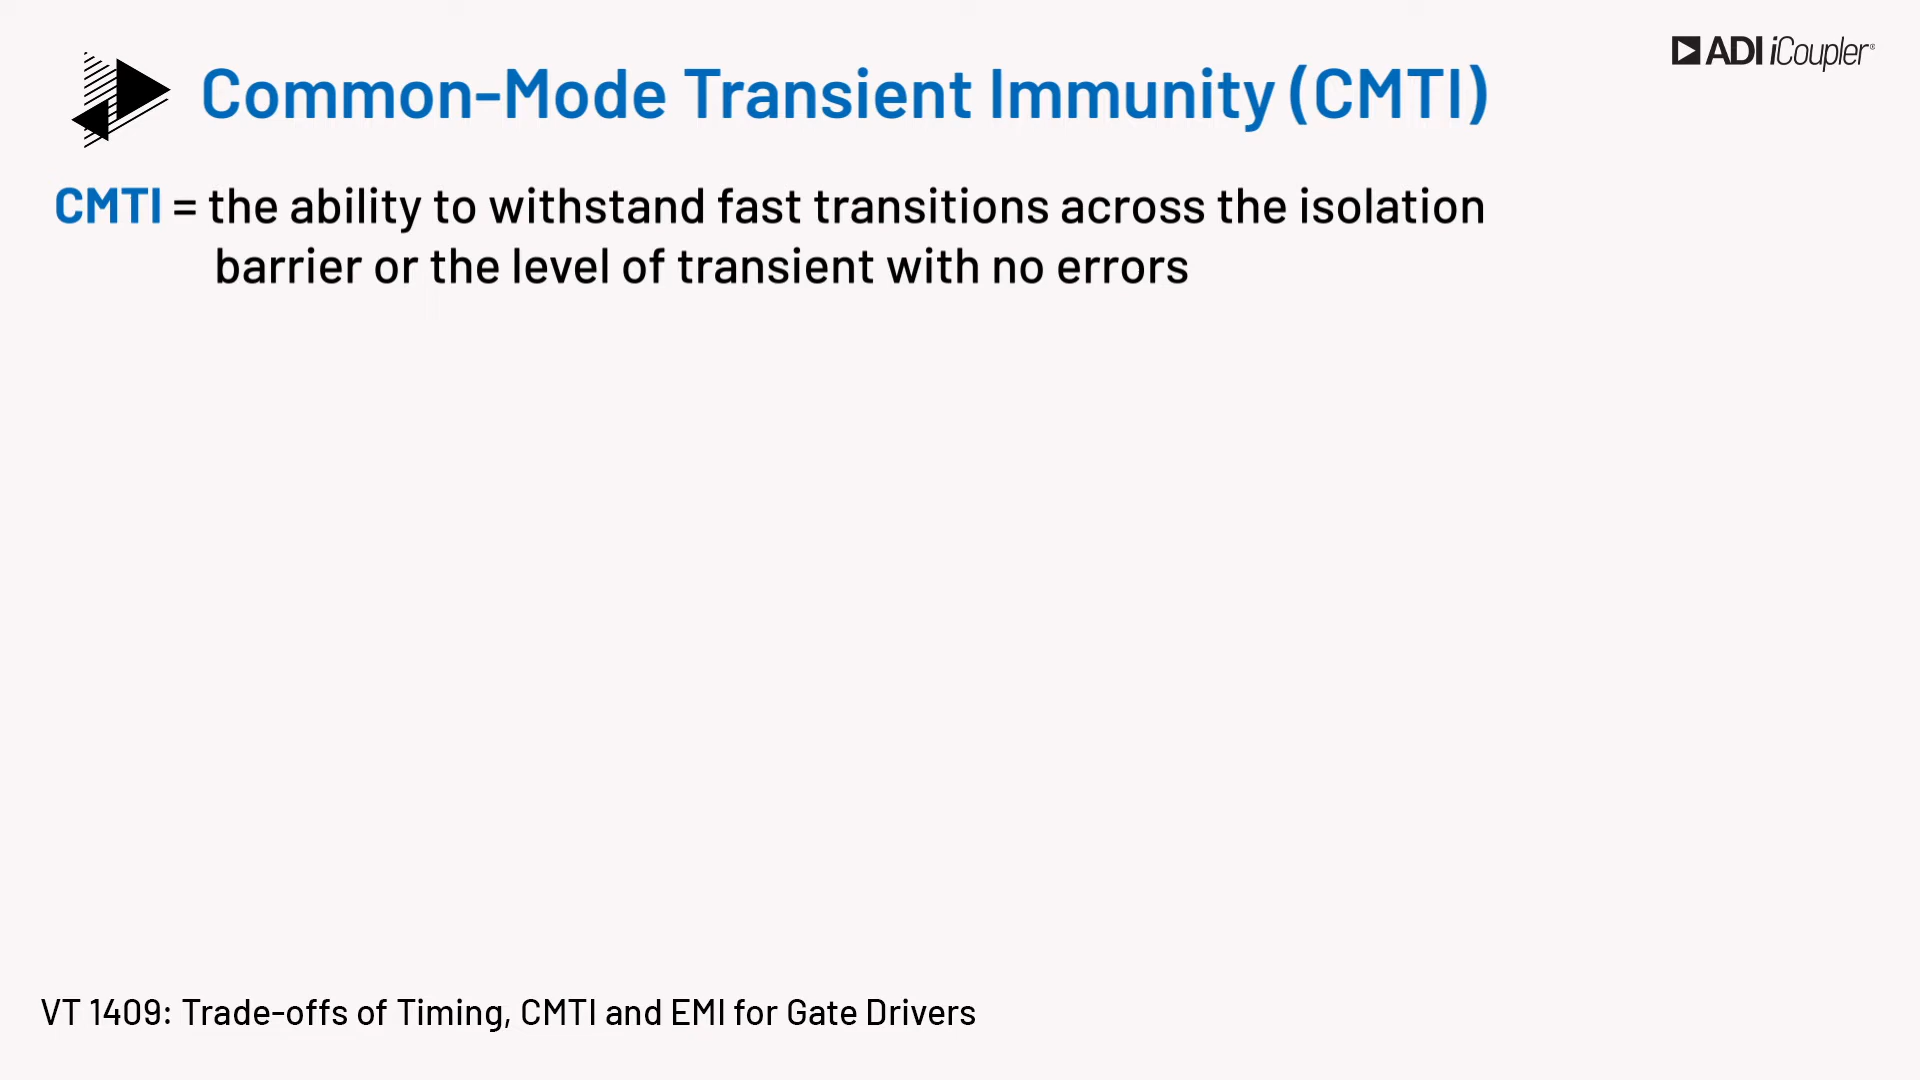 ADI iCoupler®
Common-Mode Transient Immunity (CMTI)
CMTI = the ability to withstand fast transitions across the isolation
barrier or the level of transient with no errors
VT 1409: Trade-offs of Timing, CMTI and EMI for Gate Drivers